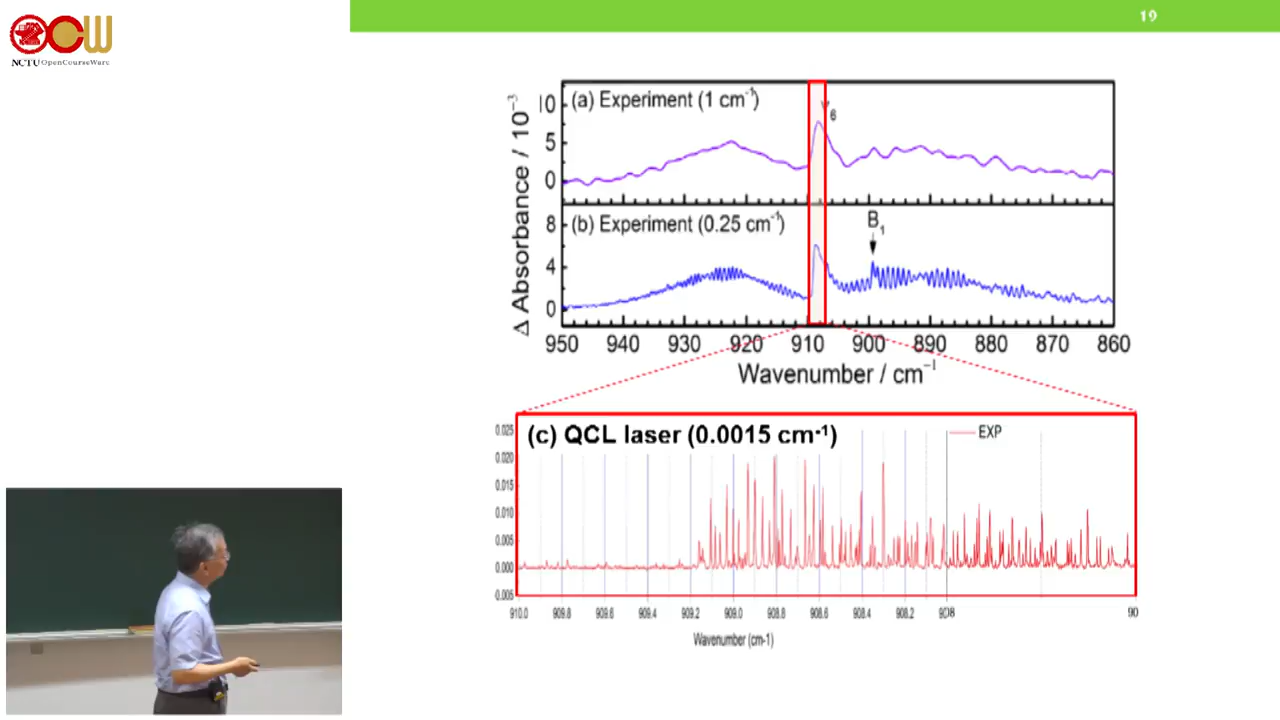 19
NCTU OpenCourseWare
(a) Experiment (1 cm⁻¹)
ν₆
10
5
0
(b) Experiment (0.25 cm⁻¹)
B₁
8
4
0
Δ Absorbance / 10⁻³
950 940 930 920 910 900 890 880 870 860
Wavenumber / cm⁻¹
(c) QCL laser (0.0015 cm⁻¹)
EXP
0.025
0.020
0.015
0.010
0.005
0.000
-0.005
910.0 909.8 909.6 909.4 909.2 909.0 908.8 908.6 908.4 908.2 908 90
Wavenumber (cm-1)